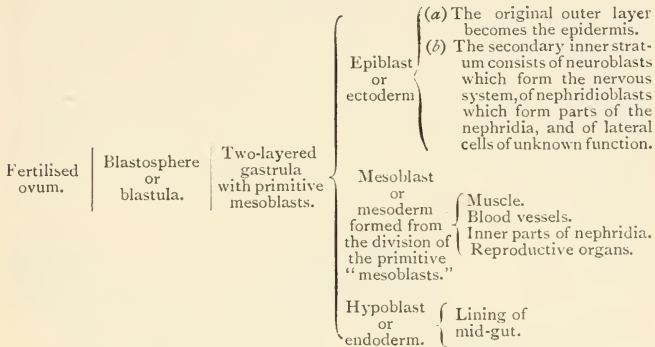 Fertilised
ovum.
Blastosphere
or
blastula.
Two-layered
gastrula
with primitive
mesoblasts.
Epiblast
or
ectoderm
(a) The original outer layer
becomes the epidermis.
(b) The secondary inner strat-
um consists of neuroblasts
which form the nervous
system, of nephridioblasts
which form parts of the
nephridia, and of lateral
cells of unknown function.
Mesoblast
or
mesoderm
formed from
the division of
the primitive
“mesoblasts.”
Muscle.
Blood vessels.
Inner parts of nephridia.
Reproductive organs.
Hypoblast
or
endoderm.
Lining of
mid-gut.